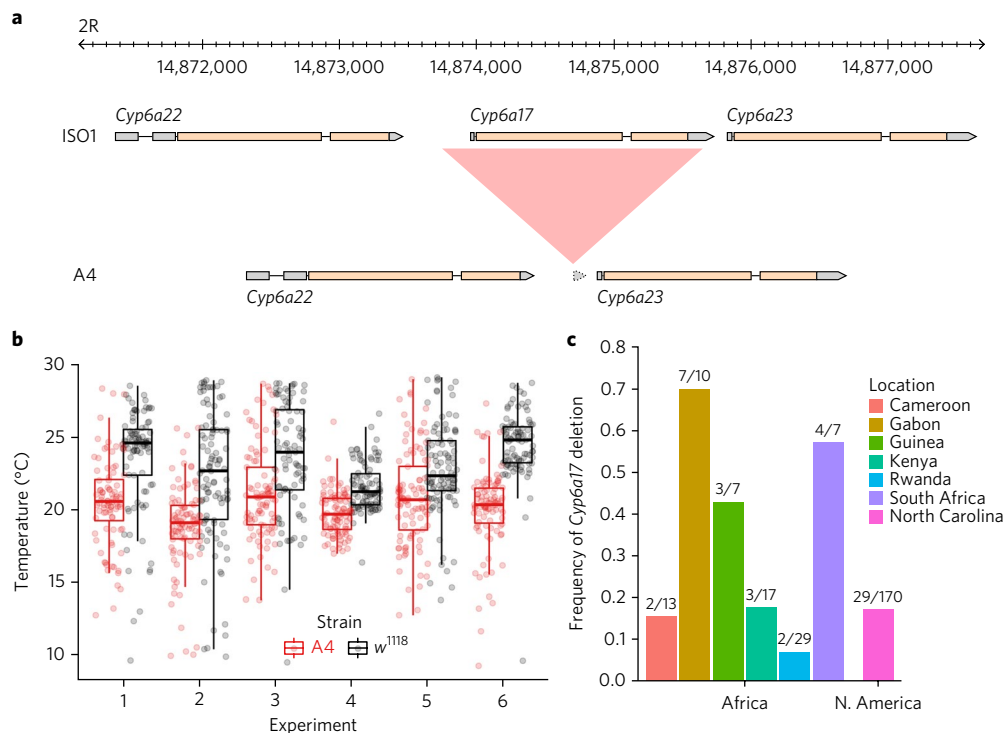 a
2R
14,872,000 14,873,000 14,874,000 14,875,000 14,876,000 14,877,000
Cyp6a22 Cyp6a17 Cyp6a23
ISO1
A4
Cyp6a22 Cyp6a23
b
30
25
20
15
10
Temperature (°C)
Strain
A4 w1118
1 2 3 4 5 6
Experiment
c
0.8
0.7
0.6
0.5
0.4
0.3
0.2
0.1
0.0
Frequency of Cyp6a17 deletion
2/13
7/10
3/7
3/17
2/29
4/7
29/170
Africa N. America
Location
Cameroon
Gabon
Guinea
Kenya
Rwanda
South Africa
North Carolina